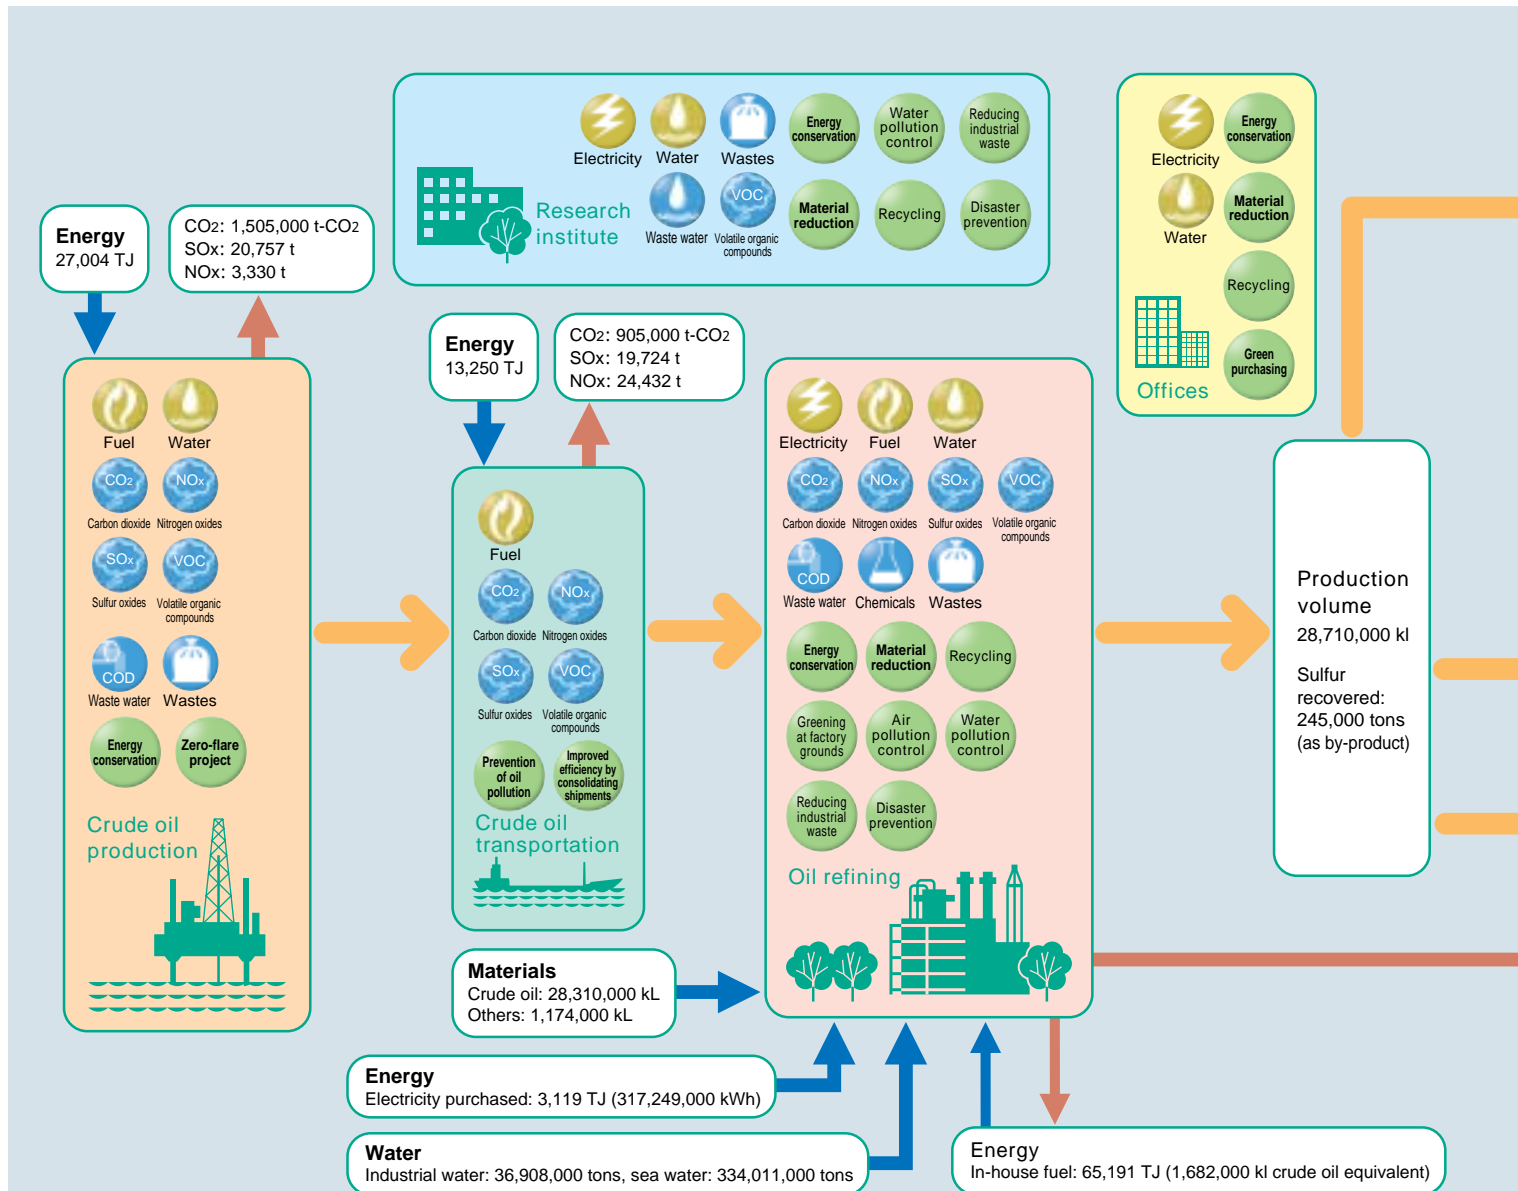 Electricity
Water
Wastes
Energy
conservation
Water
pollution
control
Reducing
industrial
waste
Research
institute
Waste water
VOC
Volatile organic
compounds
Material
reduction
Recycling
Disaster
prevention
Electricity
Energy
conservation
Water
Material
reduction
Recycling
Green
purchasing
Offices
Energy
27,004 TJ
CO2: 1,505,000 t-CO2
SOx: 20,757 t
NOx: 3,330 t
Energy
13,250 TJ
CO2: 905,000 t-CO2
SOx: 19,724 t
NOx: 24,432 t
Fuel
Water
CO2
NOx
Carbon dioxide
Nitrogen oxides
SOx
VOC
Sulfur oxides
Volatile organic
compounds
COD
Waste water
Wastes
Energy
conservation
Zero-flare
project
Crude oil
production
Fuel
CO2
NOx
Carbon dioxide
Nitrogen oxides
SOx
VOC
Sulfur oxides
Volatile organic
compounds
Prevention
of oil
pollution
Improved
efficiency by
consolidating
shipments
Crude oil
transportation
Electricity
Fuel
Water
CO2
NOx
SOx
VOC
Carbon dioxide
Nitrogen oxides
Sulfur oxides
Volatile organic
compounds
COD
Waste water
Chemicals
Wastes
Energy
conservation
Material
reduction
Recycling
Greening
at factory
grounds
Air
pollution
control
Water
pollution
control
Reducing
industrial
waste
Disaster
prevention
Oil refining
Production
volume
28,710,000 kl
Sulfur
recovered:
245,000 tons
(as by-product)
Materials
Crude oil: 28,310,000 kL
Others: 1,174,000 kL
Energy
Electricity purchased: 3,119 TJ (317,249,000 kWh)
Water
Industrial water: 36,908,000 tons, sea water: 334,011,000 tons
Energy
In-house fuel: 65,191 TJ (1,682,000 kl crude oil equivalent)